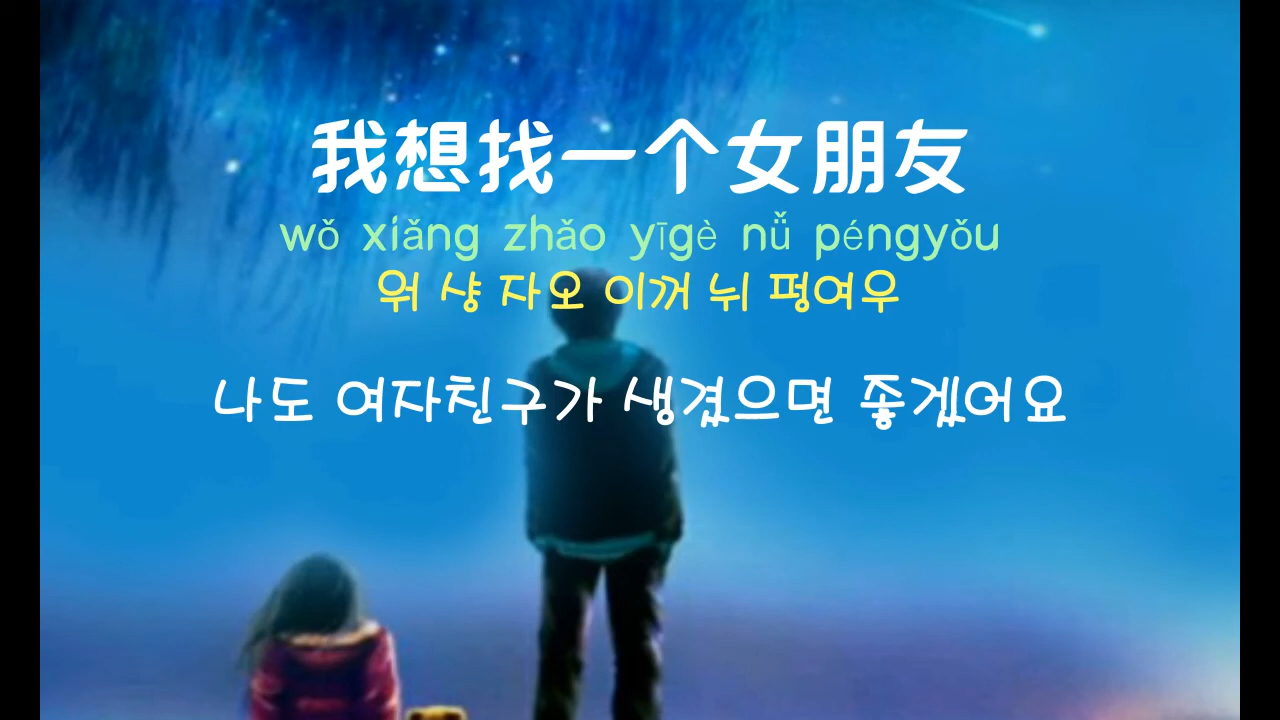 我想找一个女朋友
wǒ xiǎng zhǎo yīgè nǚ péngyǒu
워 샹 자오 이꺼 뉘 펑여우
나도 여자친구가 생겼으면 좋겠어요